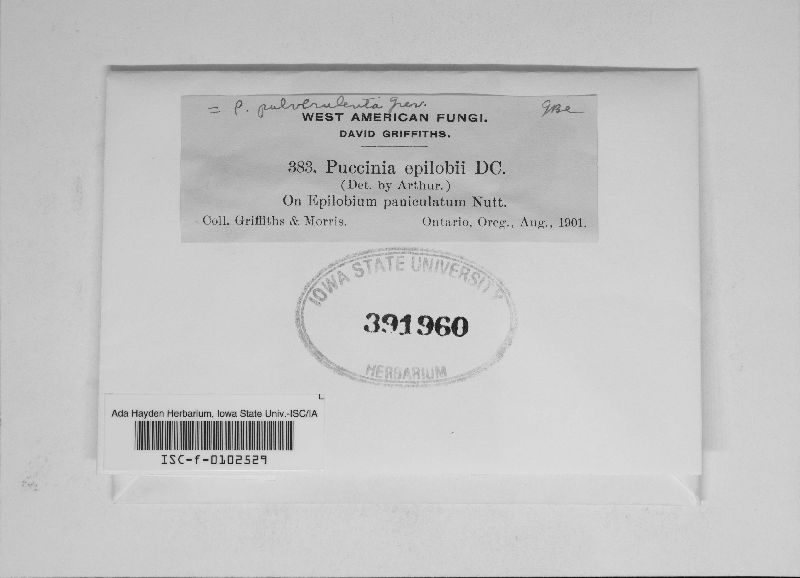 = P. pulverulenta Grev.
WEST AMERICAN FUNGI.
DAVID GRIFFITHS.
383. Puccinia epilobii DC.
(Det. by Arthur.)
On Epilobium paniculatum Nutt.
Coll. Griffiths & Morris. Ontario, Oreg., Aug., 1901.
IOWA STATE UNIVERSITY
391960
HERBARIUM
Ada Hayden Herbarium, Iowa State Univ.-ISC/IA
ISC-f-0102529